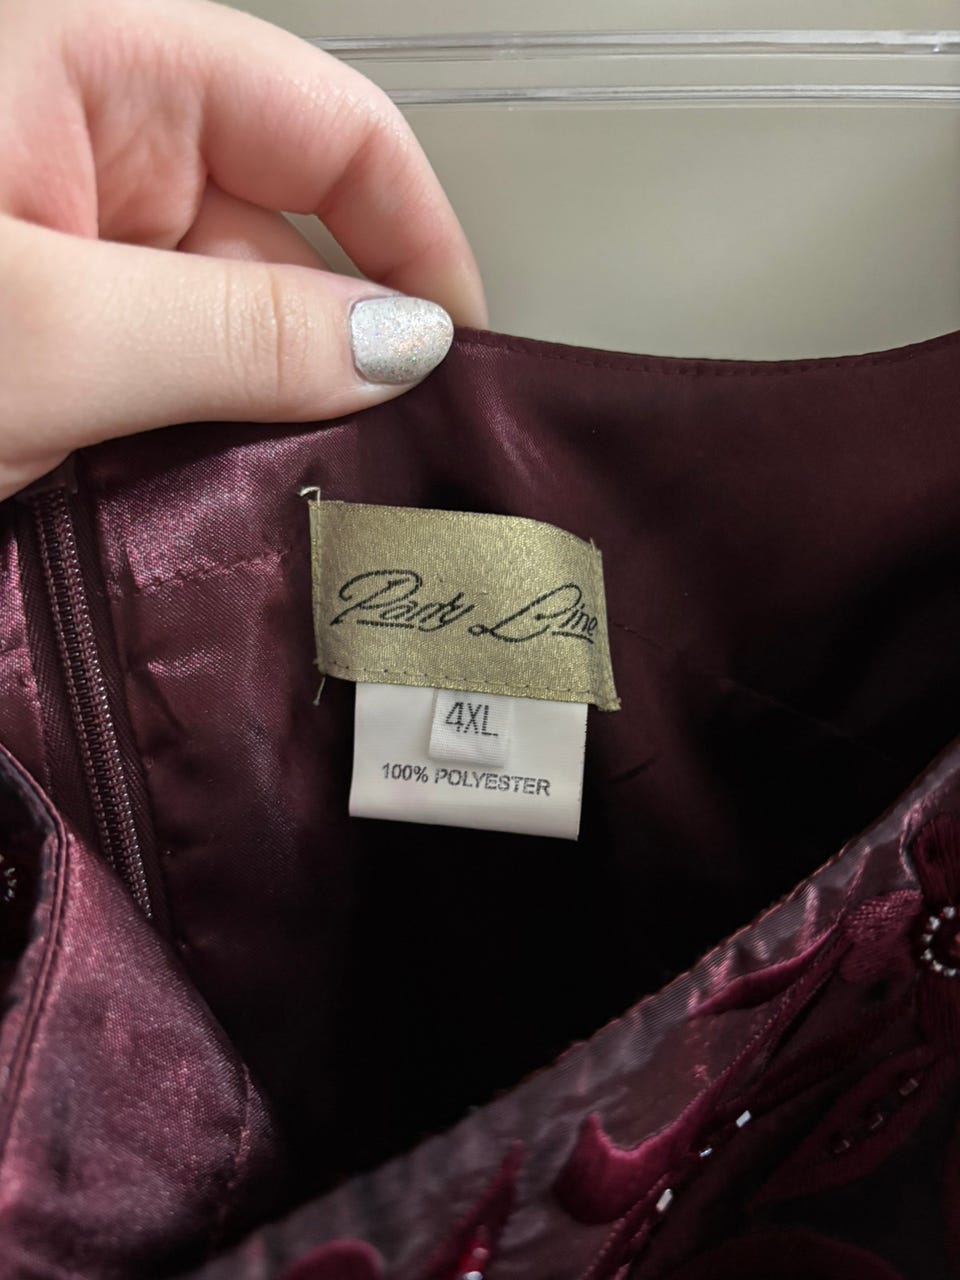 Party Line
4XL
100% POLYESTER